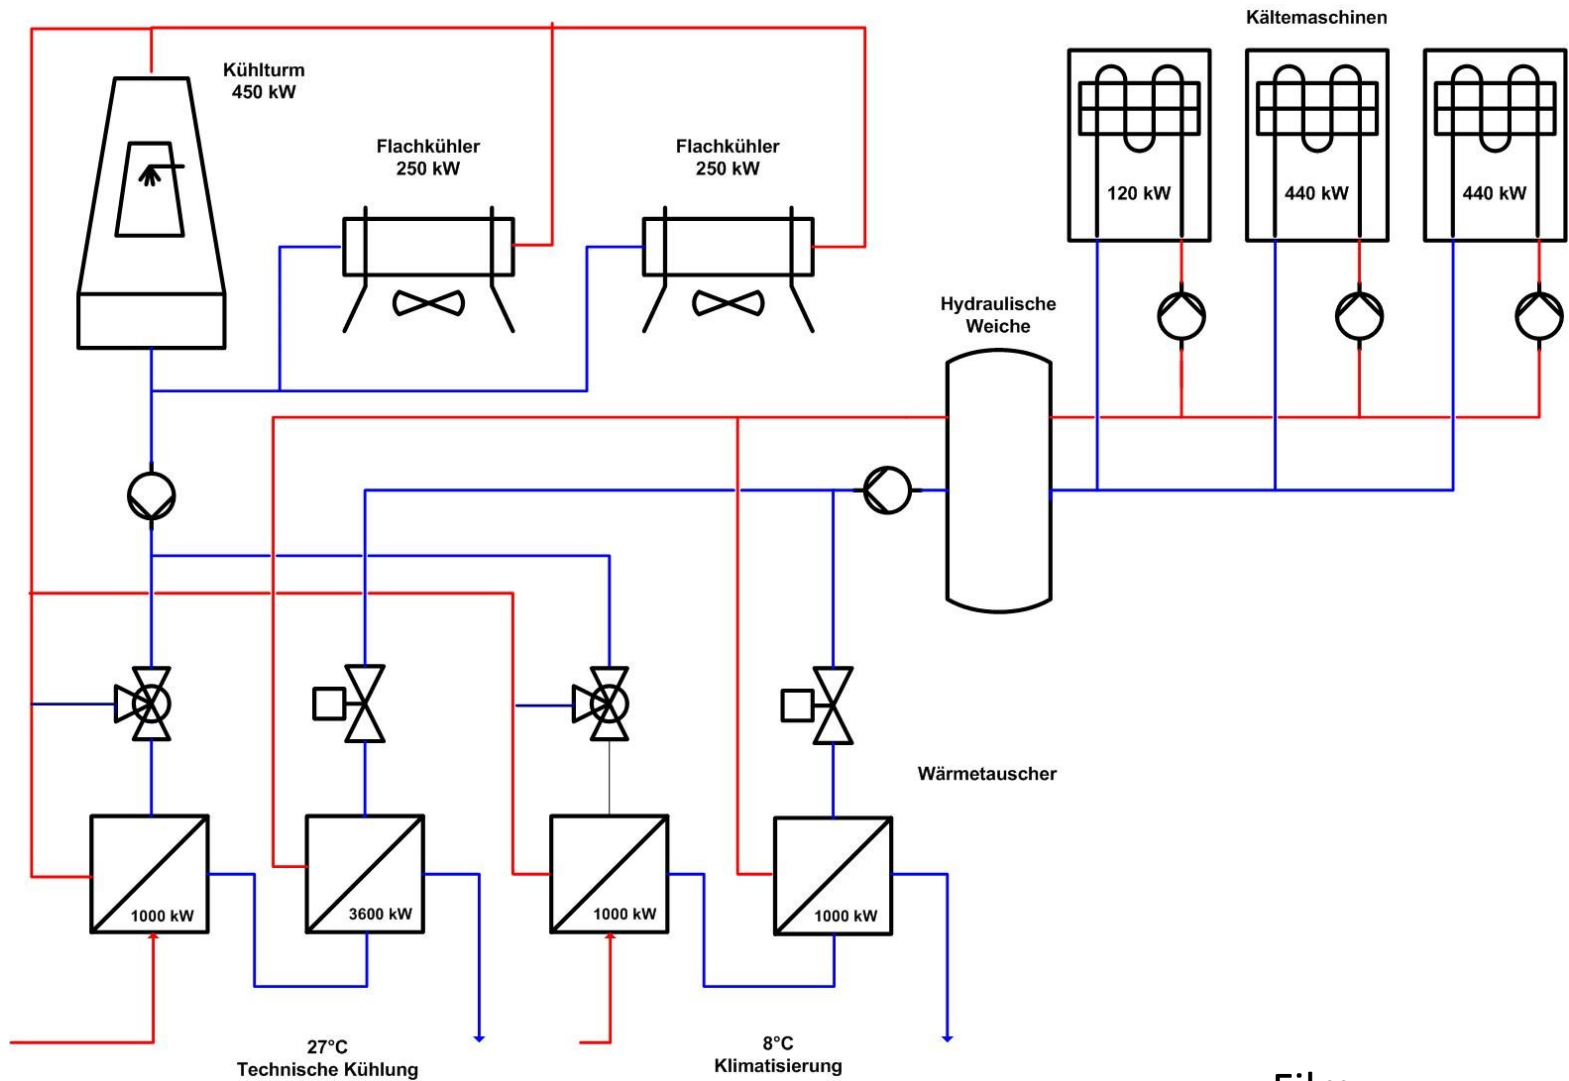 Kältemaschinen
Kühlturm
450 kW
Flachkühler
250 kW
Flachkühler
250 kW
120 kW
440 kW
440 kW
Hydraulische
Weiche
Wärmetauscher
1000 kW
3600 kW
1000 kW
1000 kW
27°C
Technische Kühlung
8°C
Klimatisierung